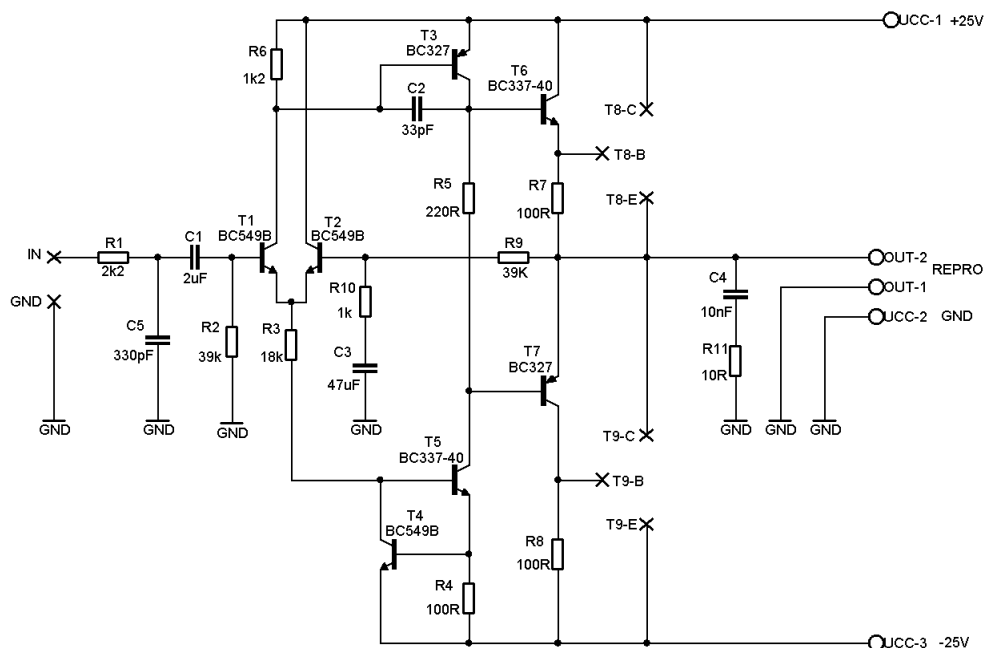 UCC-1 +25V
T3
BC327
R6
1k2
T6
BC337-40
C2
33pF
T8-C
T8-B
R5
220R
R7
100R
T8-E
T1
BC549B
T2
BC549B
IN
R1
2k2
C1
2uF
R9
39K
OUT-2
REPRO
OUT-1
C4
10nF
GND
R10
1k
UCC-2 GND
C5
330pF
R2
39k
R3
18k
C3
47uF
T7
BC327
R11
10R
GND
GND
GND
GND
GND
GND
GND
T5
BC337-40
T9-C
T9-B
T4
BC549B
T9-E
R8
100R
R4
100R
UCC-3 -25V